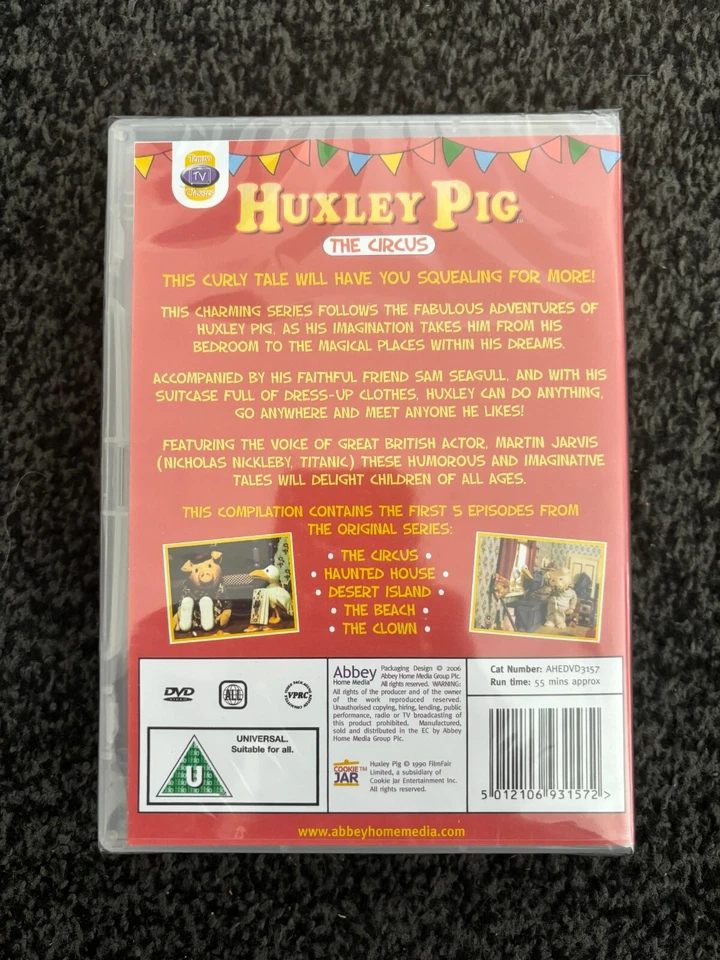 TV
HUXLEY PIG
THE CIRCUS
THIS CURLY TALE WILL HAVE YOU SQUEALING FOR MORE!
THIS CHARMING SERIES FOLLOWS THE FABULOUS ADVENTURES OF
HUXLEY PIG, AS HIS IMAGINATION TAKES HIM FROM HIS
BEDROOM TO THE MAGICAL PLACES WITHIN HIS DREAMS.
ACCOMPANIED BY HIS FAITHFUL FRIEND SAM SEAGULL, AND WITH HIS
SUITCASE FULL OF DRESS-UP CLOTHES, HUXLEY CAN DO ANYTHING,
GO ANYWHERE AND MEET ANYONE HE LIKES!
FEATURING THE VOICE OF GREAT BRITISH ACTOR, MARTIN JARVIS
(NICHOLAS NICKLEBY, TITANIC) THESE HUMOROUS AND IMAGINATIVE
TALES WILL DELIGHT CHILDREN OF ALL AGES.
THIS COMPILATION CONTAINS THE FIRST 5 EPISODES FROM
THE ORIGINAL SERIES:
• THE CIRCUS •
• HAUNTED HOUSE •
• DESERT ISLAND •
• THE BEACH •
• THE CLOWN •
DVD
ALL
VPRC
U
UNIVERSAL.
Suitable for all.
Abbey
Home Media
Packaging Design © 2006
Abbey Home Media Group Plc.
All rights reserved. WARNING:
All rights of the producer and of the owner
of the work reproduced reserved.
Unauthorised copying, hiring, lending, public
performance, radio or TV broadcasting of
this product prohibited. Manufactured,
sold and distributed in the EC by Abbey
Home Media Group Plc.
COOKIE™
JAR
Huxley Pig © 1990 FilmFair
Limited, a subsidiary of
Cookie Jar Entertainment Inc.
All rights reserved.
Cat Number: AHEDVD3157
Run time: 55 mins approx
5 012106 931572 >
www.abbeyhomemedia.com